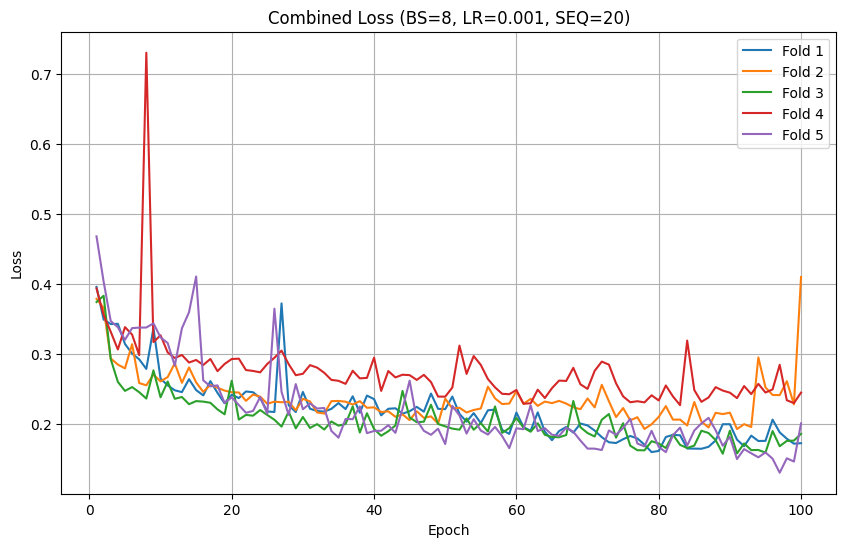 Combined Loss (BS=8, LR=0.001, SEQ=20)
Fold 1
Fold 2
Fold 3
Fold 4
Fold 5
0.7
0.6
0.5
0.4
0.3
0.2
Loss
0 20 40 60 80 100
Epoch